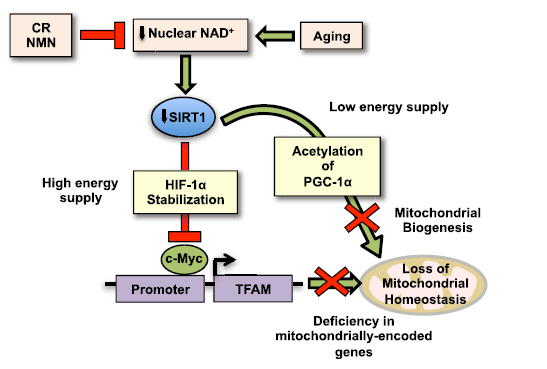 CR
NMN
Nuclear NAD⁺
Aging
SIRT1
Low energy supply
Acetylation
of
PGC-1α
High energy
supply
HIF-1α
Stabilization
Mitochondrial
Biogenesis
c-Myc
Promoter
TFAM
Loss of
Mitochondrial
Homeostasis
Deficiency in
mitochondrially-encoded
genes